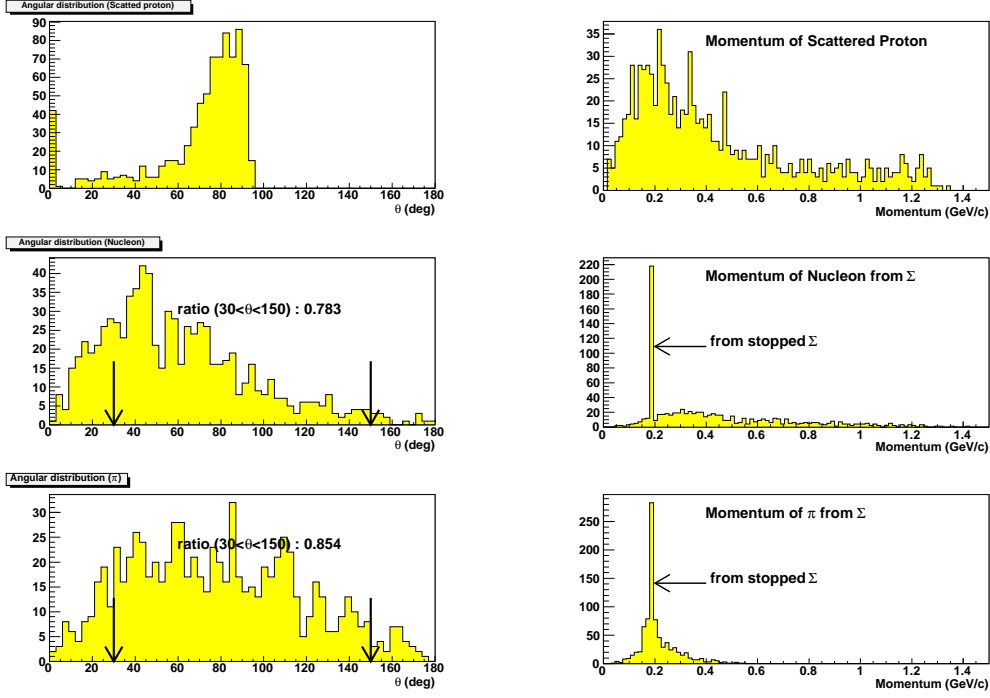 Angular distribution (Scatted proton)
90
80
70
60
50
40
30
20
10
0
0 20 40 60 80 100 120 140 160 180
θ (deg)
Momentum of Scattered Proton
35
30
25
20
15
10
5
0
0 0.2 0.4 0.6 0.8 1 1.2 1.4
Momentum (GeV/c)
Angular distribution (Nucleon)
ratio (30<θ<150) : 0.783
40
35
30
25
20
15
10
5
0
0 20 40 60 80 100 120 140 160 180
θ (deg)
Momentum of Nucleon from Σ
from stopped Σ
220
200
180
160
140
120
100
80
60
40
20
0
0 0.2 0.4 0.6 0.8 1 1.2 1.4
Momentum (GeV/c)
Angular distribution (π)
ratio (30<θ<150) : 0.854
30
25
20
15
10
5
0
0 20 40 60 80 100 120 140 160 180
θ (deg)
Momentum of π from Σ
from stopped Σ
250
200
150
100
50
0
0 0.2 0.4 0.6 0.8 1 1.2 1.4
Momentum (GeV/c)